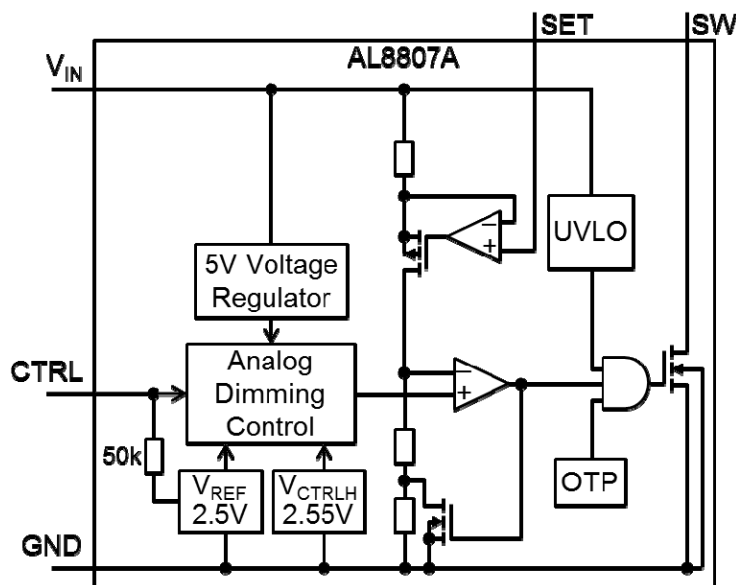 SET
SW
AL8807A
VIN
5V Voltage
Regulator
−
+
UVLO
CTRL
Analog
Dimming
Control
−
+
50k
VREF
2.5V
VCTRLH
2.55V
OTP
GND